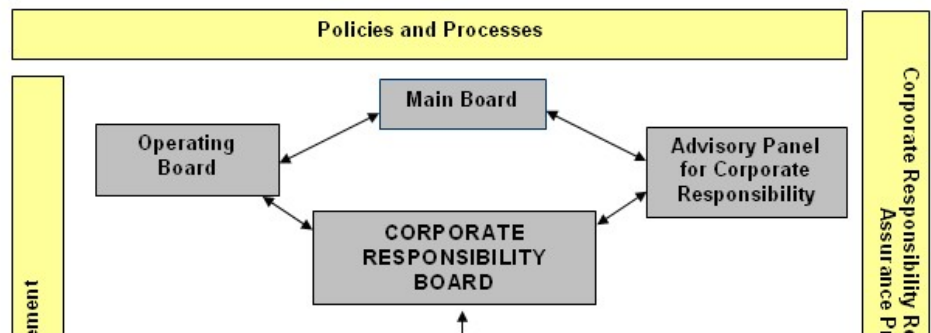 Policies and Processes
Main Board
Operating
Board
Advisory Panel
for Corporate
Responsibility
CORPORATE
RESPONSIBILITY
BOARD
Corporate Responsibility
Assurance